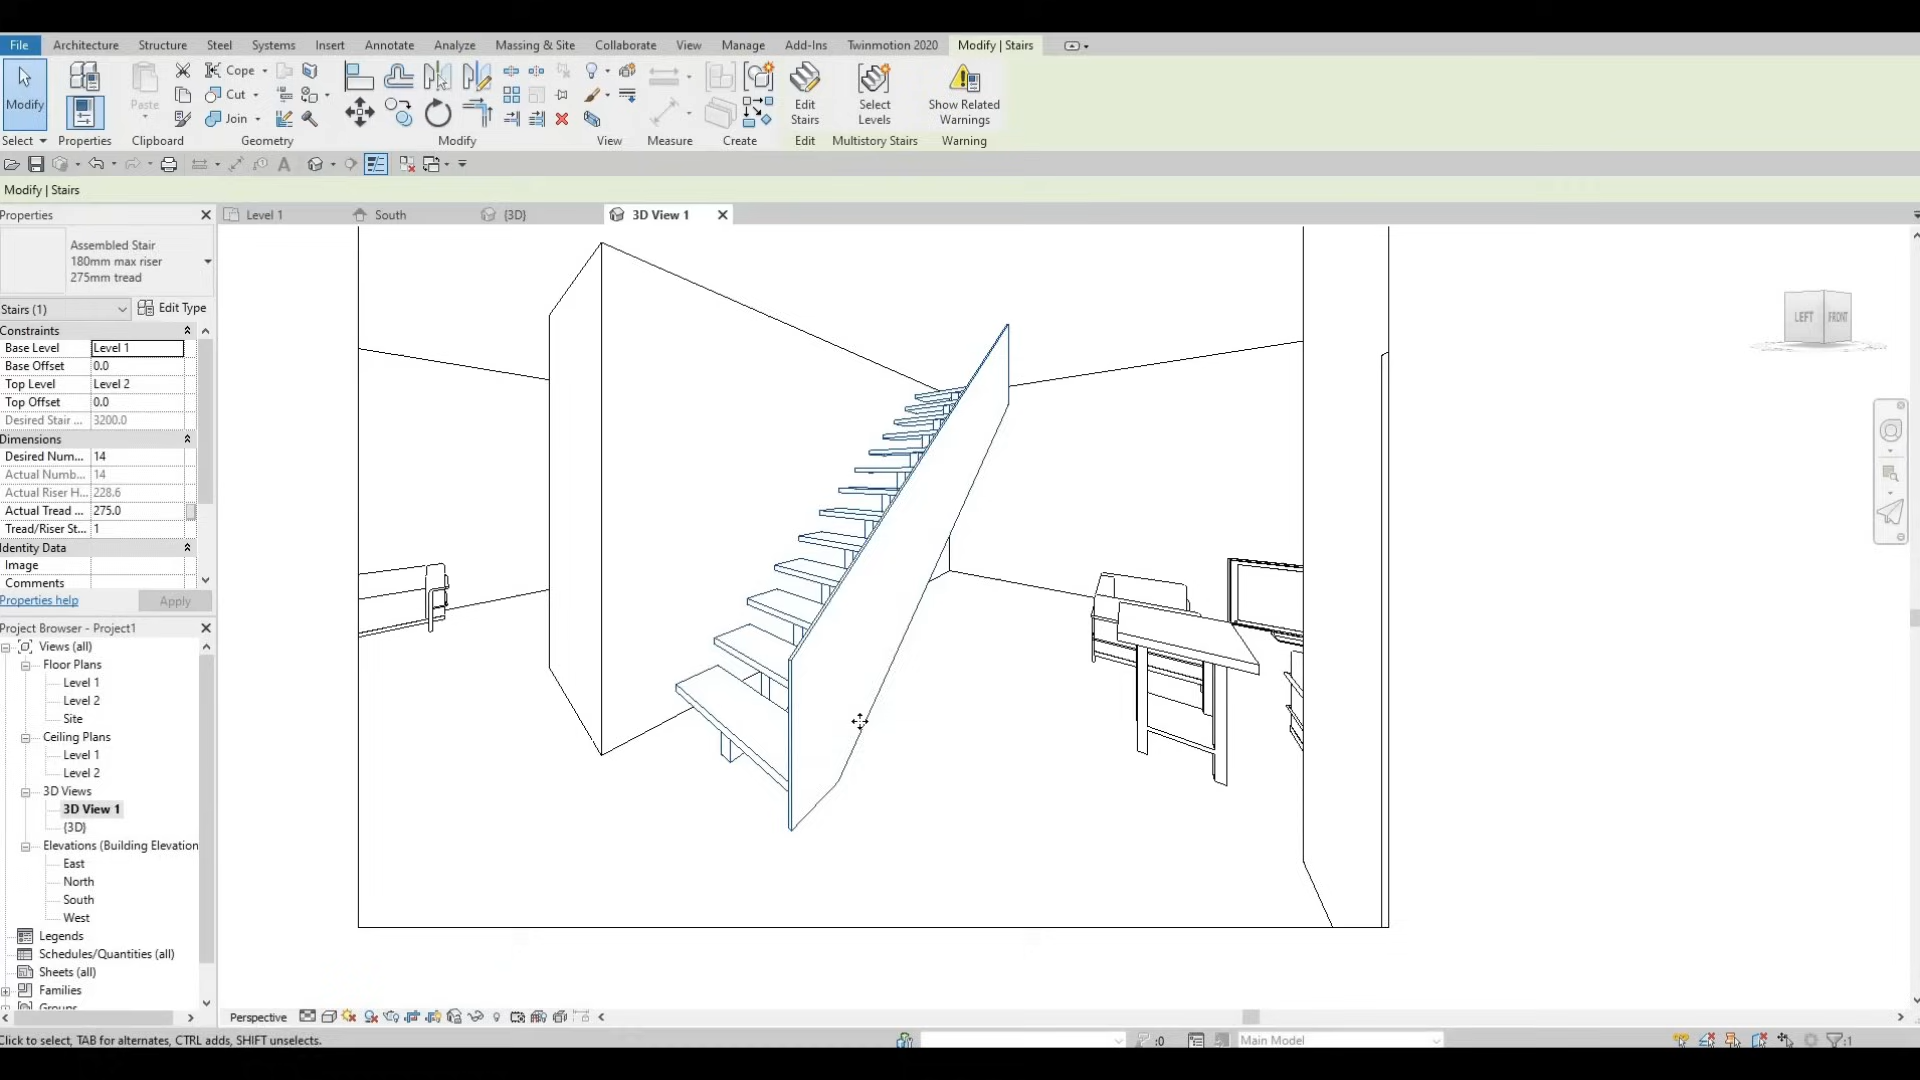 File Architecture Structure Steel Systems Insert Annotate Analyze Massing & Site Collaborate View Manage Add-Ins Twinmotion 2020 Modify | Stairs
Modify
Properties
Paste
Cope
Cut
Join
Edit
Stairs
Select
Levels
Show Related
Warnings
Select Properties Clipboard Geometry Modify View Measure Create Edit Multistory Stairs Warning
Modify | Stairs
Properties
Level 1 South {3D} 3D View 1
Assembled Stair
180mm max riser
275mm tread
Stairs (1) Edit Type
Constraints
Base Level Level 1
Base Offset 0.0
Top Level Level 2
Top Offset 0.0
Desired Stair ... 3200.0
Dimensions
Desired Num... 14
Actual Numb... 14
Actual Riser H... 228.6
Actual Tread ... 275.0
Tread/Riser St... 1
Identity Data
Image
Comments
Properties help Apply
Project Browser - Project1
Views (all)
Floor Plans
Level 1
Level 2
Site
Ceiling Plans
Level 1
Level 2
3D Views
3D View 1
{3D}
Elevations (Building Elevation
East
North
South
West
Legends
Schedules/Quantities (all)
Sheets (all)
Families
Groups
LEFT FRONT
Perspective
Click to select, TAB for alternates, CTRL adds, SHIFT unselects.
:0
Main Model
:1